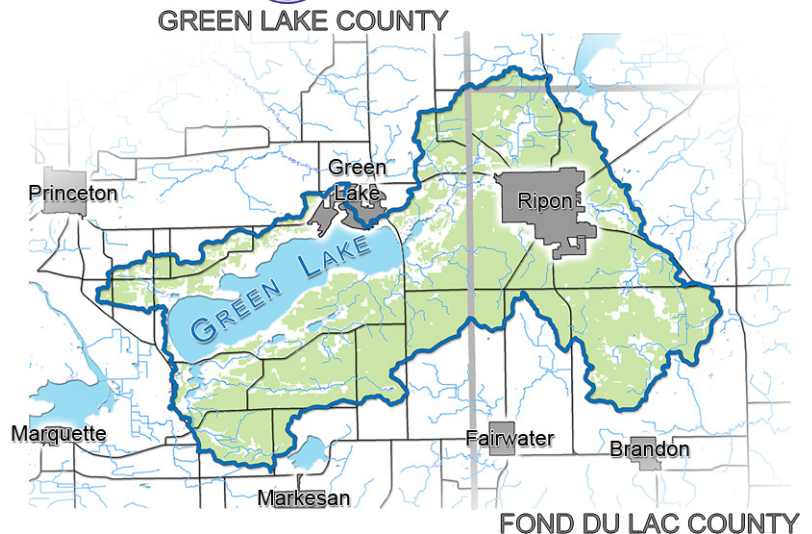 GREEN LAKE COUNTY
Green
Lake
Princeton
Ripon
GREEN LAKE
Marquette
Fairwater
Brandon
Markesan
FOND DU LAC COUNTY